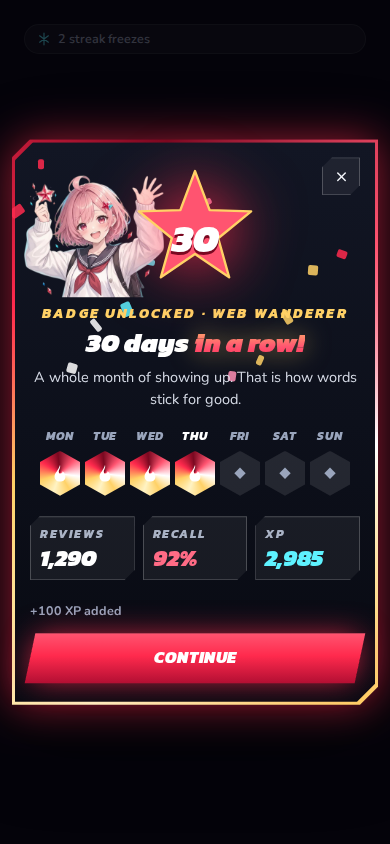 2 streak freezes
30
BADGE UNLOCKED · WEB WANDERER
30 days in a row!
A whole month of showing up. That is how words
stick for good.
MON TUE WED THU FRI SAT SUN
REVIEWS RECALL XP
1,290 92% 2,985
+100 XP added
CONTINUE